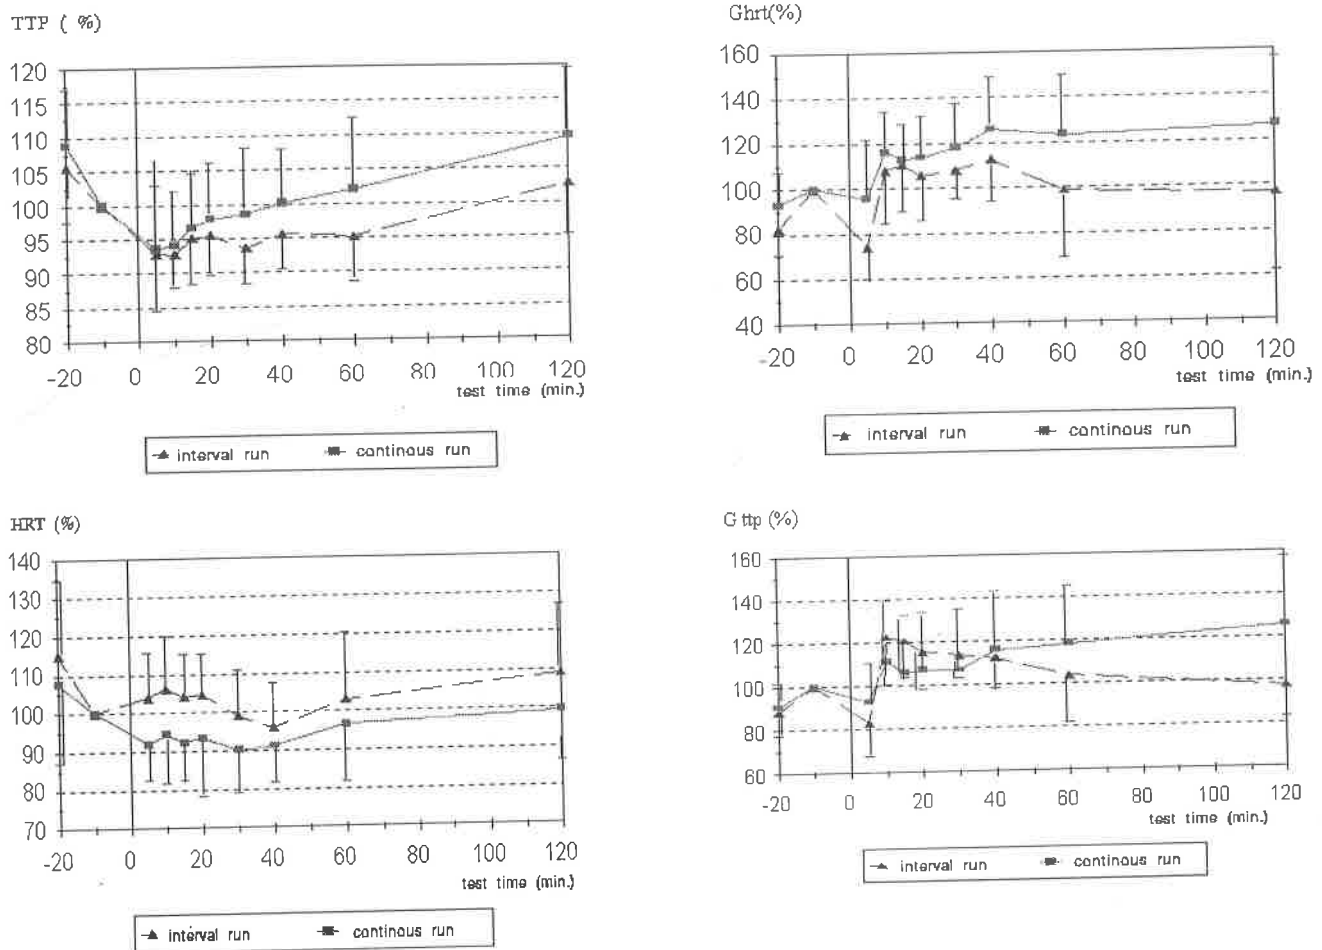 TTP ( %)
120
115
110
105
100
95
90
85
80
-20 0 20 40 60 80 100 120
test time (min.)
interval run continous run
Ghrt(%)
160
140
120
100
80
60
40
-20 0 20 40 60 80 100 120
test time (min.)
interval run continous run
HRT (%)
140
130
120
110
100
90
80
70
-20 0 20 40 60 80 100 120
test time (min.)
interval run continous run
G ttp (%)
160
140
120
100
80
60
-20 0 20 40 60 80 100 120
test time (min.)
interval run continous run